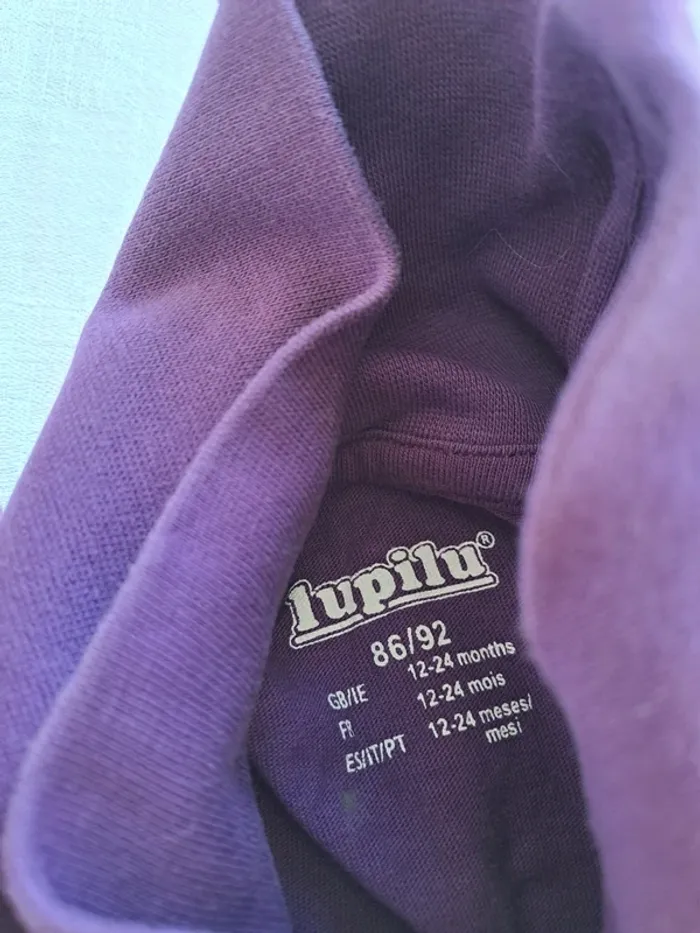 lupilu®
86/92
GB/IE 12-24 months
FR 12-24 mois
ES/IT/PT 12-24 meses/
mesi